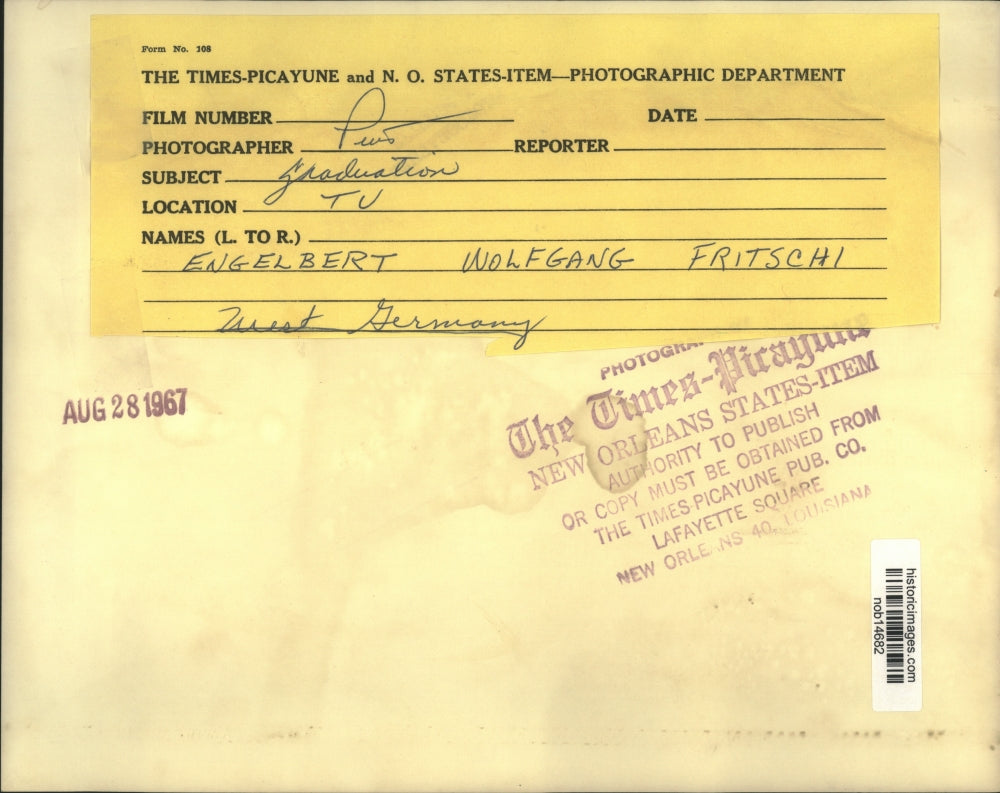 Form No. 108
THE TIMES-PICAYUNE and N. O. STATES-ITEM—PHOTOGRAPHIC DEPARTMENT
FILM NUMBER DATE
PHOTOGRAPHER REPORTER
SUBJECT Graduation
LOCATION TU
NAMES (L. TO R.)
ENGELBERT WOLFGANG FRITSCHI
West Germany
AUG 28 1967
The Times-Picayune
NEW ORLEANS STATES-ITEM
AUTHORITY TO PUBLISH
OR COPY MUST BE OBTAINED FROM
THE TIMES-PICAYUNE PUB. CO.
LAFAYETTE SQUARE
NEW ORLEANS 40, LOUISIANA
historicimages.com
nob14682